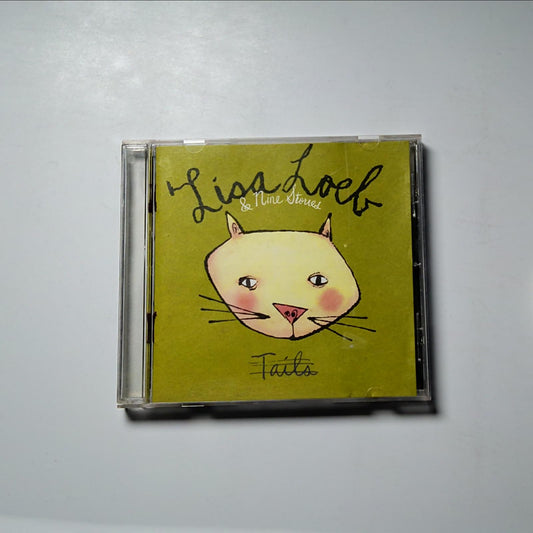 Lisa Loeb
& Nine Stories
Tails